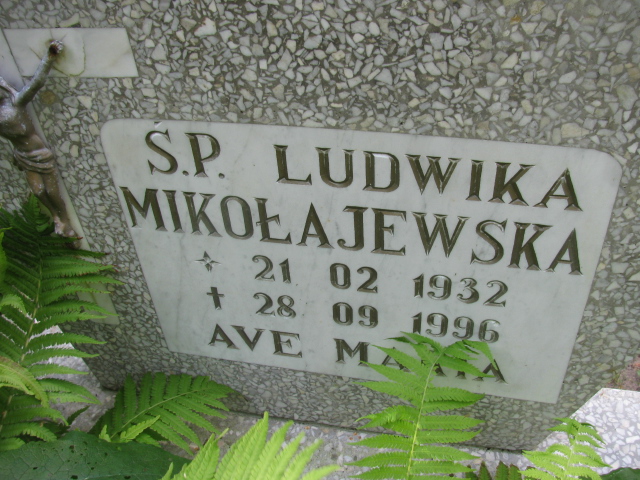 Ś.P. LUDWIKA
MIKOŁAJEWSKA
21 02 1932
28 09 1996
AVE MARIA